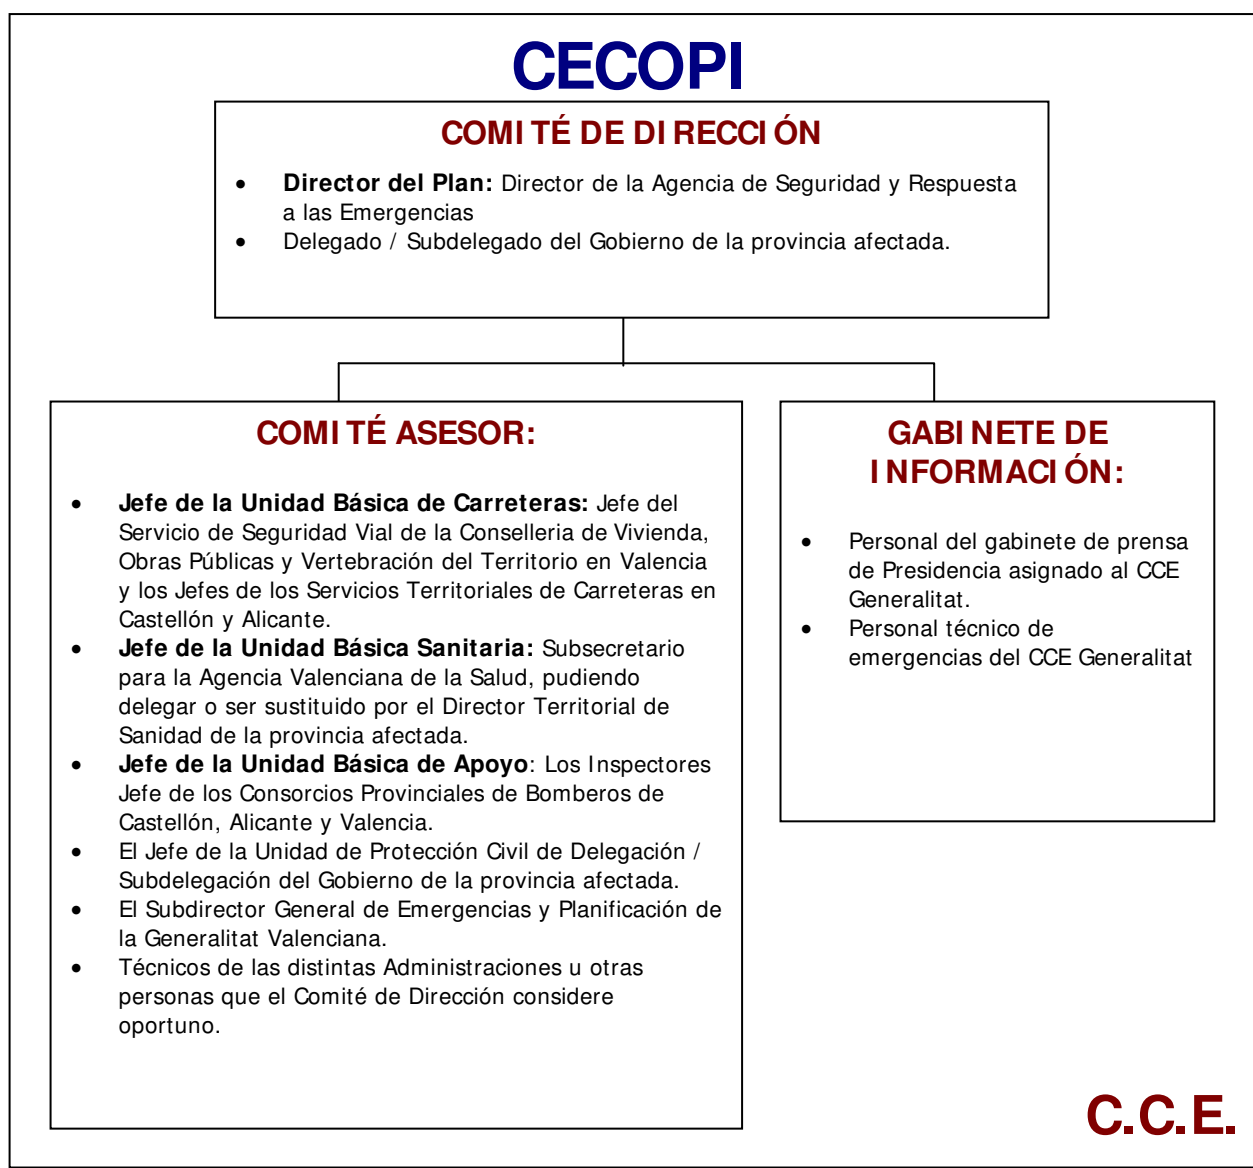 CECOPI
COMITÉ DE DIRECCIÓN
• Director del Plan: Director de la Agencia de Seguridad y Respuesta
a las Emergencias
• Delegado / Subdelegado del Gobierno de la provincia afectada.
COMITÉ ASESOR:
• Jefe de la Unidad Básica de Carreteras: Jefe del
Servicio de Seguridad Vial de la Conselleria de Vivienda,
Obras Públicas y Vertebración del Territorio en Valencia
y los Jefes de los Servicios Territoriales de Carreteras en
Castellón y Alicante.
• Jefe de la Unidad Básica Sanitaria: Subsecretario
para la Agencia Valenciana de la Salud, pudiendo
delegar o ser sustituido por el Director Territorial de
Sanidad de la provincia afectada.
• Jefe de la Unidad Básica de Apoyo: Los Inspectores
Jefe de los Consorcios Provinciales de Bomberos de
Castellón, Alicante y Valencia.
• El Jefe de la Unidad de Protección Civil de Delegación /
Subdelegación del Gobierno de la provincia afectada.
• El Subdirector General de Emergencias y Planificación de
la Generalitat Valenciana.
• Técnicos de las distintas Administraciones u otras
personas que el Comité de Dirección considere
oportuno.
GABINETE DE
INFORMACIÓN:
• Personal del gabinete de prensa
de Presidencia asignado al CCE
Generalitat.
• Personal técnico de
emergencias del CCE Generalitat
C.C.E.